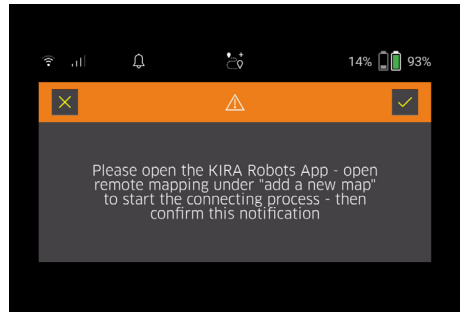 14% 93%
Please open the KIRA Robots App - open
remote mapping under "add a new map"
to start the connecting process - then
confirm this notification